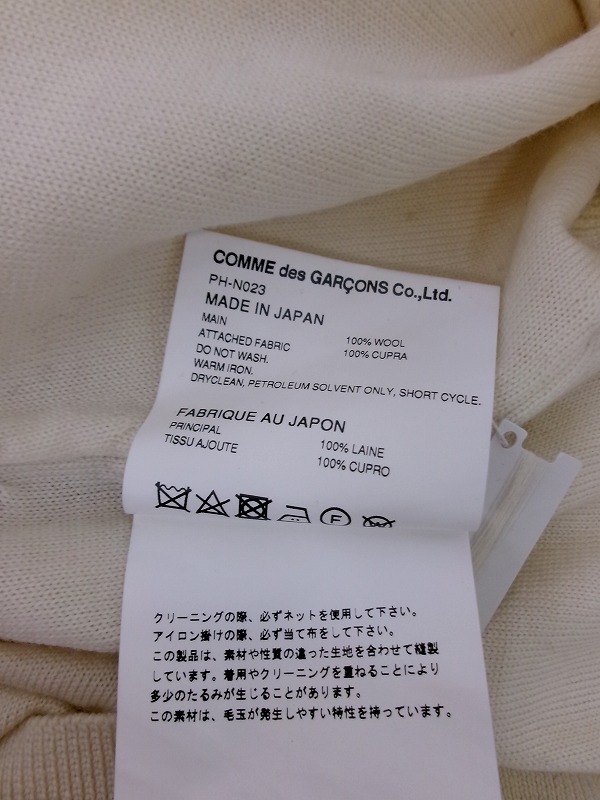 COMME des GARÇONS Co.,Ltd.
PH-N023
MADE IN JAPAN
MAIN 100% WOOL
ATTACHED FABRIC 100% CUPRA
DO NOT WASH.
WARM IRON.
DRYCLEAN, PETROLEUM SOLVENT ONLY, SHORT CYCLE.
FABRIQUE AU JAPON
PRINCIPAL 100% LAINE
TISSU AJOUTE 100% CUPRO
F
クリーニングの際、必ずネットを使用して下さい。
アイロン掛けの際、必ず当て布をして下さい。
この製品は、素材や性質の違った生地を合わせて縫製
しています。着用やクリーニングを重ねることにより
多少のたるみが生じることがあります。
この素材は、毛玉が発生しやすい特性を持っています。